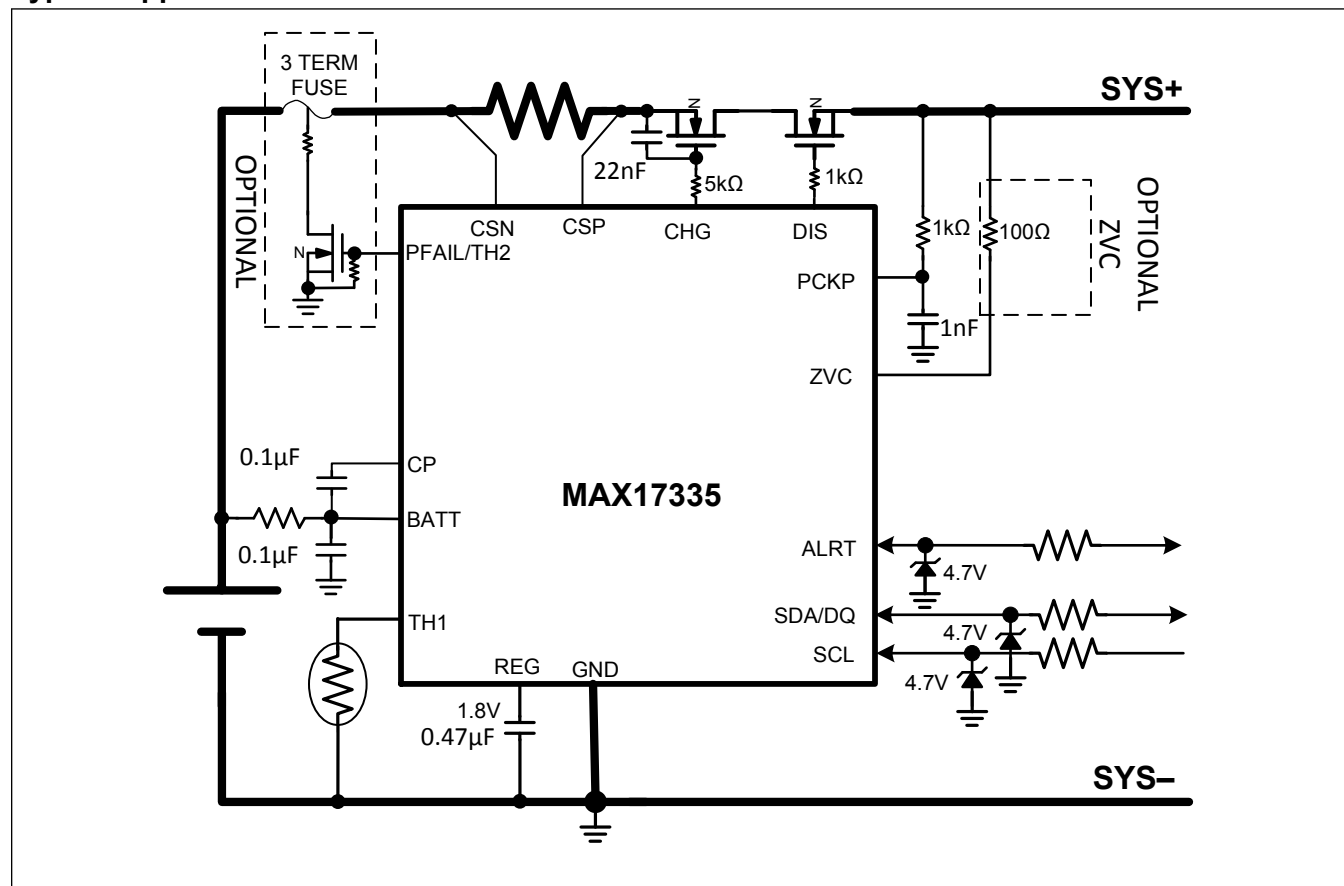 3 TERM
FUSE
OPTIONAL
N
PFAIL/TH2
CSN
CSP
22nF
N
5kΩ
CHG
N
1kΩ
DIS
SYS+
1kΩ
100Ω
OPTIONAL
ZVC
PCKP
1nF
ZVC
0.1µF
CP
BATT
0.1µF
MAX17335
ALRT
4.7V
SDA/DQ
4.7V
SCL
4.7V
TH1
REG
GND
1.8V
0.47µF
SYS–